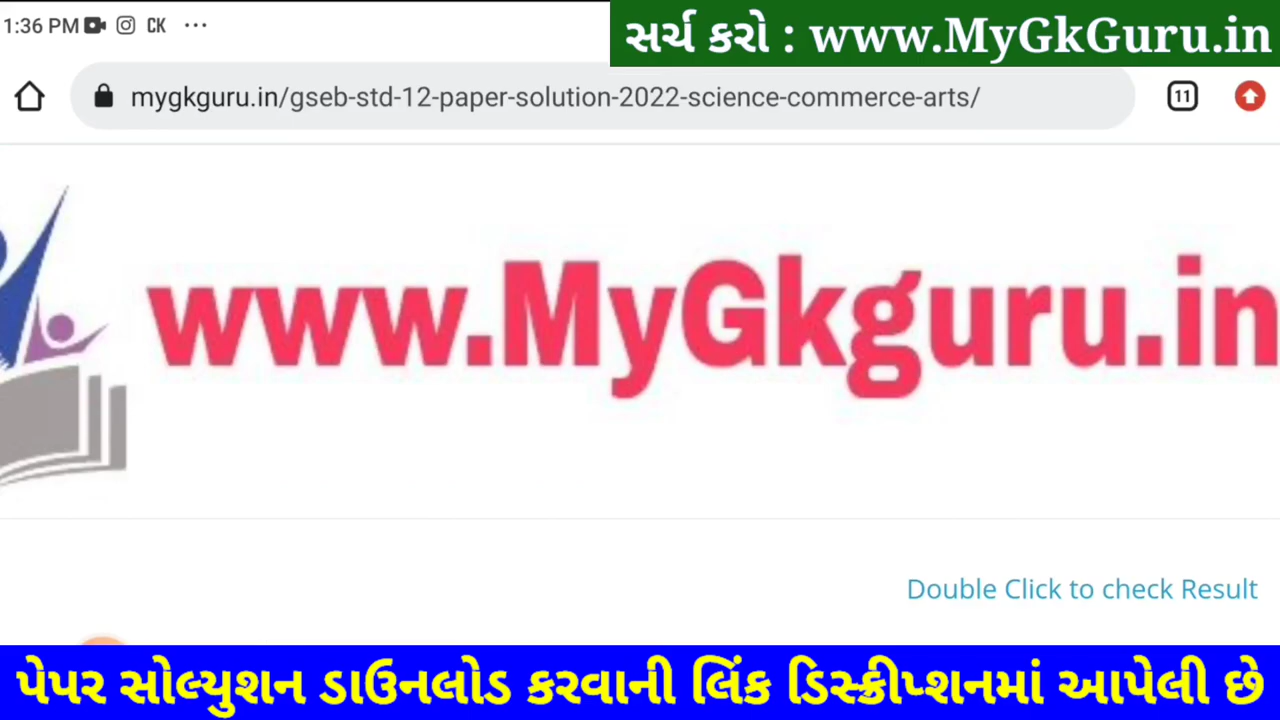 1:36 PM CK ...
સર્ચ કરો : www.MyGkGuru.in
mygkguru.in/gseb-std-12-paper-solution-2022-science-commerce-arts/
11
www.MyGkguru.in
Double Click to check Result
પેપર સોલ્યુશન ડાઉનલોડ કરવાની લિંક ડિસ્ક્રીપ્શનમાં આપેલી છે